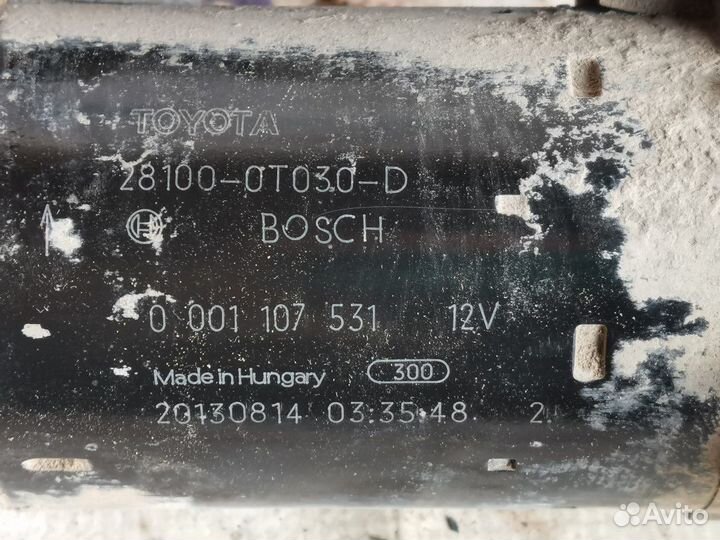 TOYOTA
28100-0T030-D
BOSCH
0 001 107 531 12V
Made in Hungary 300
20130814 03:35:48 2
Avito